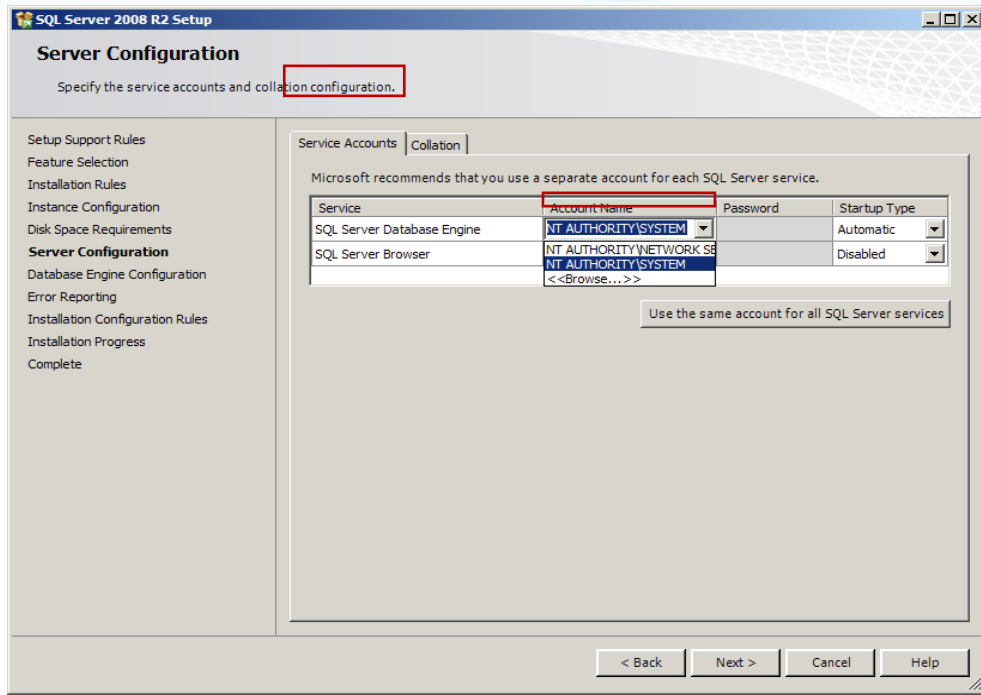 SQL Server 2008 R2 Setup
Server Configuration
Specify the service accounts and collation configuration.
Setup Support Rules
Feature Selection
Installation Rules
Instance Configuration
Disk Space Requirements
Server Configuration
Database Engine Configuration
Error Reporting
Installation Configuration Rules
Installation Progress
Complete
Service Accounts Collation
Microsoft recommends that you use a separate account for each SQL Server service.
Service Account Name Password Startup Type
SQL Server Database Engine NT AUTHORITY\SYSTEM Automatic
SQL Server Browser NT AUTHORITY\NETWORK SE Disabled
NT AUTHORITY\SYSTEM
<<Browse...>>
Use the same account for all SQL Server services
< Back Next > Cancel Help